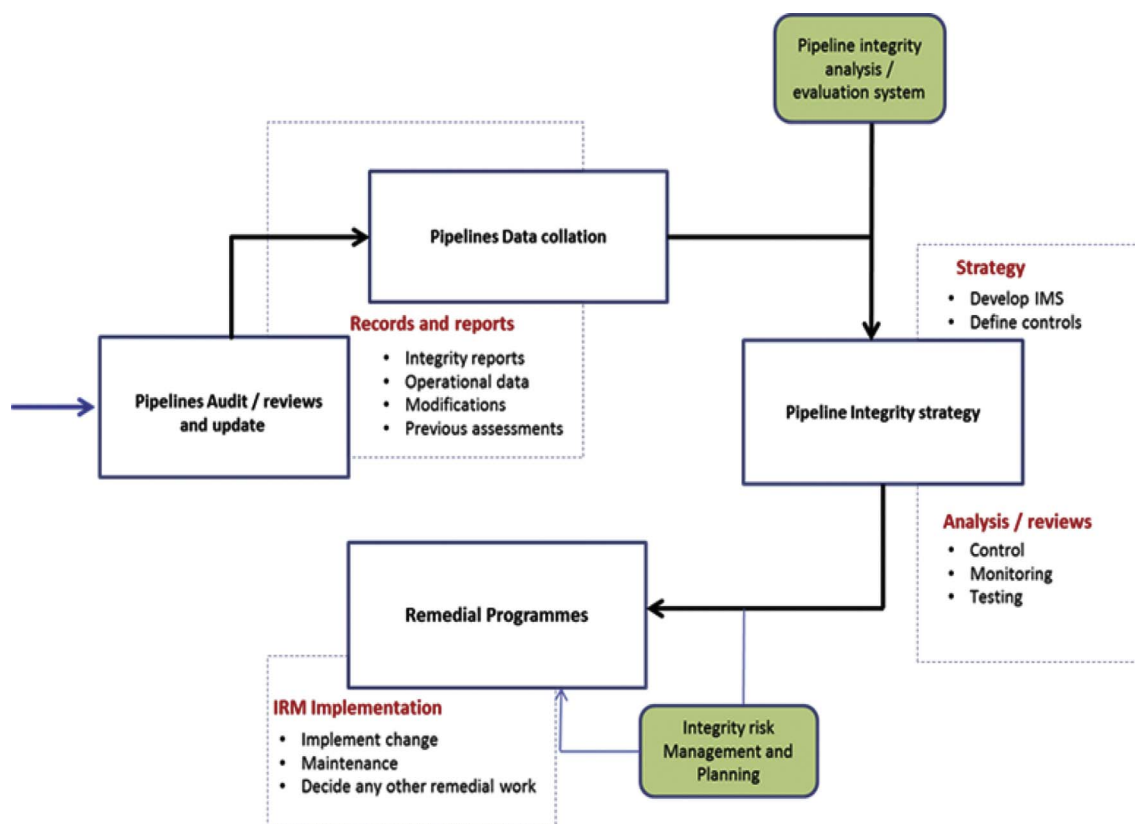 Pipeline integrity
analysis /
evaluation system
Pipelines Data collation
Records and reports
• Integrity reports
• Operational data
• Modifications
• Previous assessments
Pipelines Audit / reviews
and update
Strategy
• Develop IMS
• Define controls
Pipeline Integrity strategy
Analysis / reviews
• Control
• Monitoring
• Testing
Remedial Programmes
IRM Implementation
• Implement change
• Maintenance
• Decide any other remedial work
Integrity risk
Management and
Planning